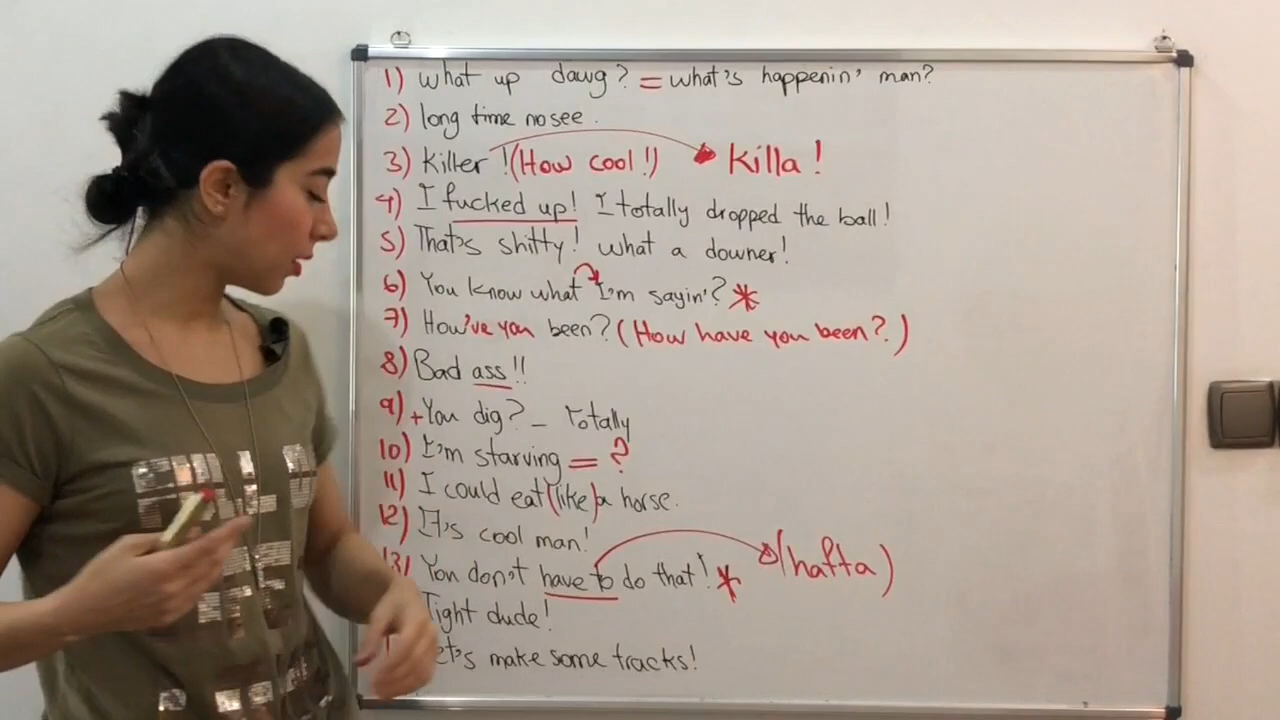 1) what up dawg? = what's happenin' man?
2) long time no see.
3) Killer !(How cool!) Killa !
4) I fucked up! I totally dropped the ball!
5) That's shitty! what a downer!
6) You know what I'm sayin'? *
7) How've you been? (How have you been?)
8) Bad ass!!
9) + You dig? - Totally
10) I'm starving = ?
11) I could eat (like) a horse.
12) It's cool man!
13) You don't have to do that! * (hafta)
Tight dude!
let's make some tracks!